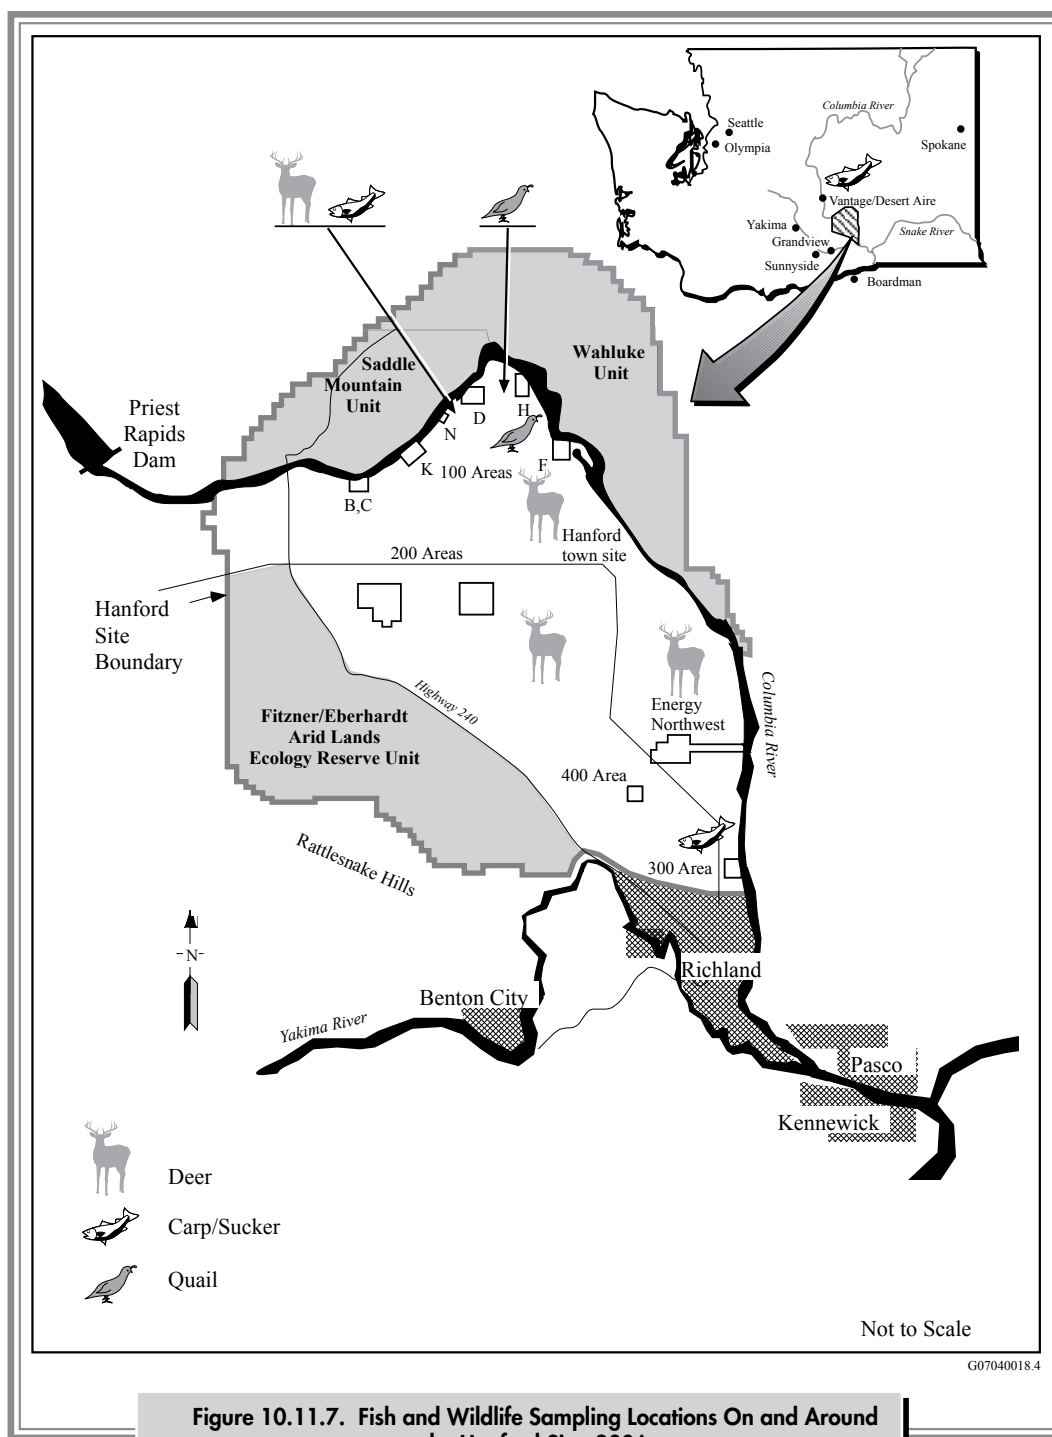 Columbia River
Seattle
Olympia
Spokane
Vantage/Desert Aire
Yakima
Snake River
Grandview
Sunnyside
Boardman
Saddle
Mountain
Unit
Wahluke
Unit
Priest
Rapids
Dam
D
H
N
F
K
100 Areas
B,C
Hanford
town site
200 Areas
Hanford
Site
Boundary
Highway 240
Columbia River
Energy
Northwest
Fitzner/Eberhardt
Arid Lands
Ecology Reserve Unit
400 Area
Rattlesnake Hills
300 Area
N
-N-
Richland
Benton City
Yakima River
Pasco
Kennewick
Deer
Carp/Sucker
Quail
Not to Scale
G07040018.4
Figure 10.11.7. Fish and Wildlife Sampling Locations On and Around